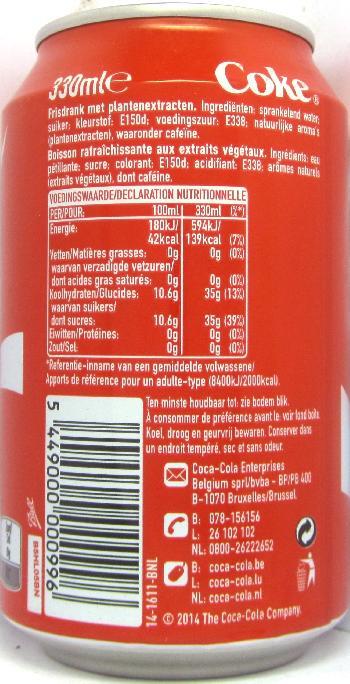 330ml e
Coke®
Frisdrank met plantenextracten. Ingrediënten: sprankelend water;
suiker; kleurstof: E150d; voedingszuur: E338; natuurlijke aroma's
(plantenextracten), waaronder cafeïne.
Boisson rafraîchissante aux extraits végétaux. Ingrédients: eau
pétillante; sucre; colorant: E150d; acidifiant: E338; arômes naturels
(extraits végétaux), dont caféine.
VOEDINGSWAARDE/DECLARATION NUTRITIONNELLE
PER/POUR: 100ml 330ml (%*)
Energie: 180kJ/ 594kJ/
42kcal 139kcal (7%)
Vetten/Matières grasses: 0g 0g (0%)
waarvan verzadigde vetzuren/
dont acides gras saturés: 0g 0g (0%)
Koolhydraten/Glucides: 10.6g 35g (13%)
waarvan suikers/
dont sucres: 10.6g 35g (39%)
Eiwitten/Protéines: 0g 0g (0%)
Zout/Sel: 0g 0g (0%)
*Referentie-inname van een gemiddelde volwassene/
Apports de référence pour un adulte-type (8400kJ/2000kcal).
Ten minste houdbaar tot: zie bodem blik.
À consommer de préférence avant le: voir fond boîte.
Koel, droog en geurvrij bewaren. Conserver dans
un endroit tempéré, sec et sans odeur.
Coca-Cola Enterprises
Belgium sprl/bvba - BP/PB 400
B-1070 Bruxelles/Brussel
B: 078-156156
L: 26 102 102
NL: 0800-26222652
B: coca-cola.be
L: coca-cola.lu
NL: coca-cola.nl
© 2014 The Coca-Cola Company.
5 449000 000996
14-1611-BNL